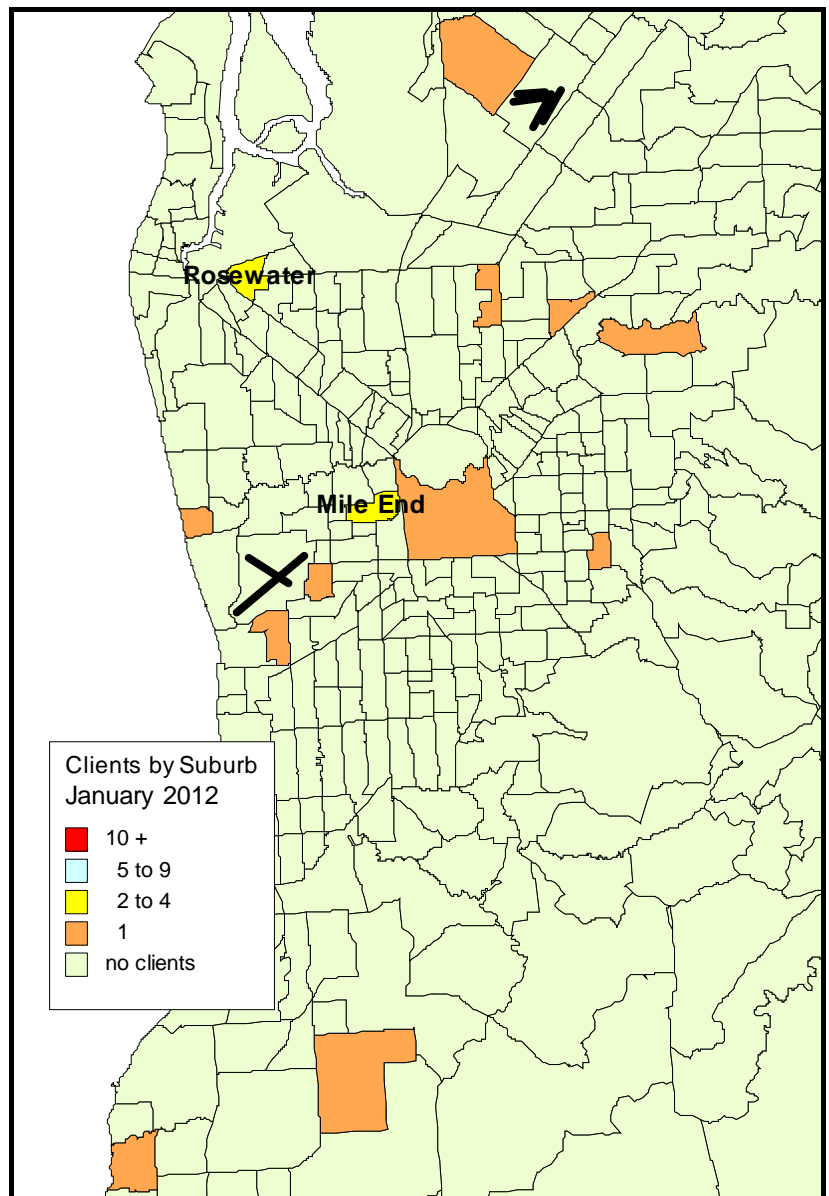 Rosewater
Mile End
Clients by Suburb
January 2012
10 +
5 to 9
2 to 4
1
no clients